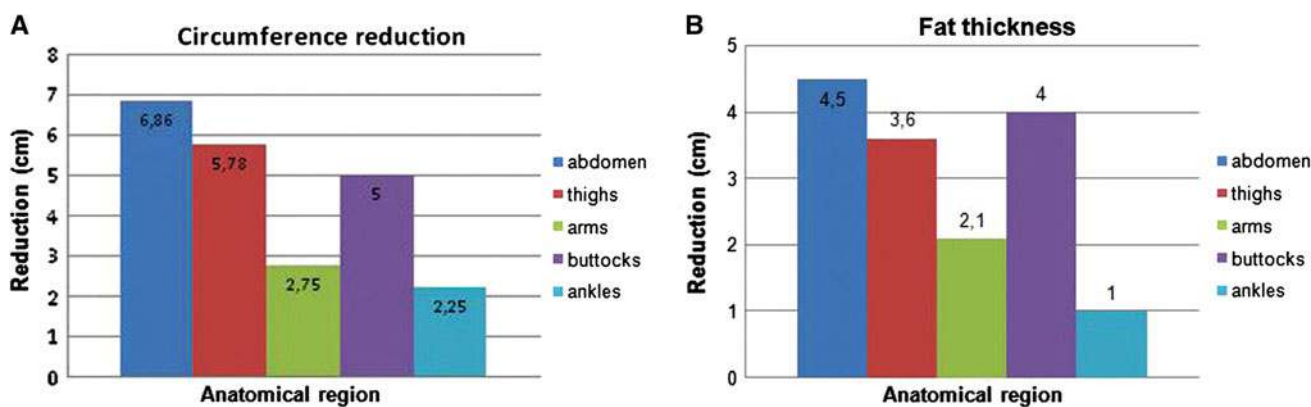 A
Circumference reduction
Reduction (cm)
8
7
6
5
4
3
2
1
0
6,86
5,78
2,75
5
2,25
Anatomical region
abdomen
thighs
arms
buttocks
ankles
B
Fat thickness
Reduction (cm)
5
4
3
2
1
0
4,5
3,6
2,1
4
1
Anatomical region
abdomen
thighs
arms
buttocks
ankles